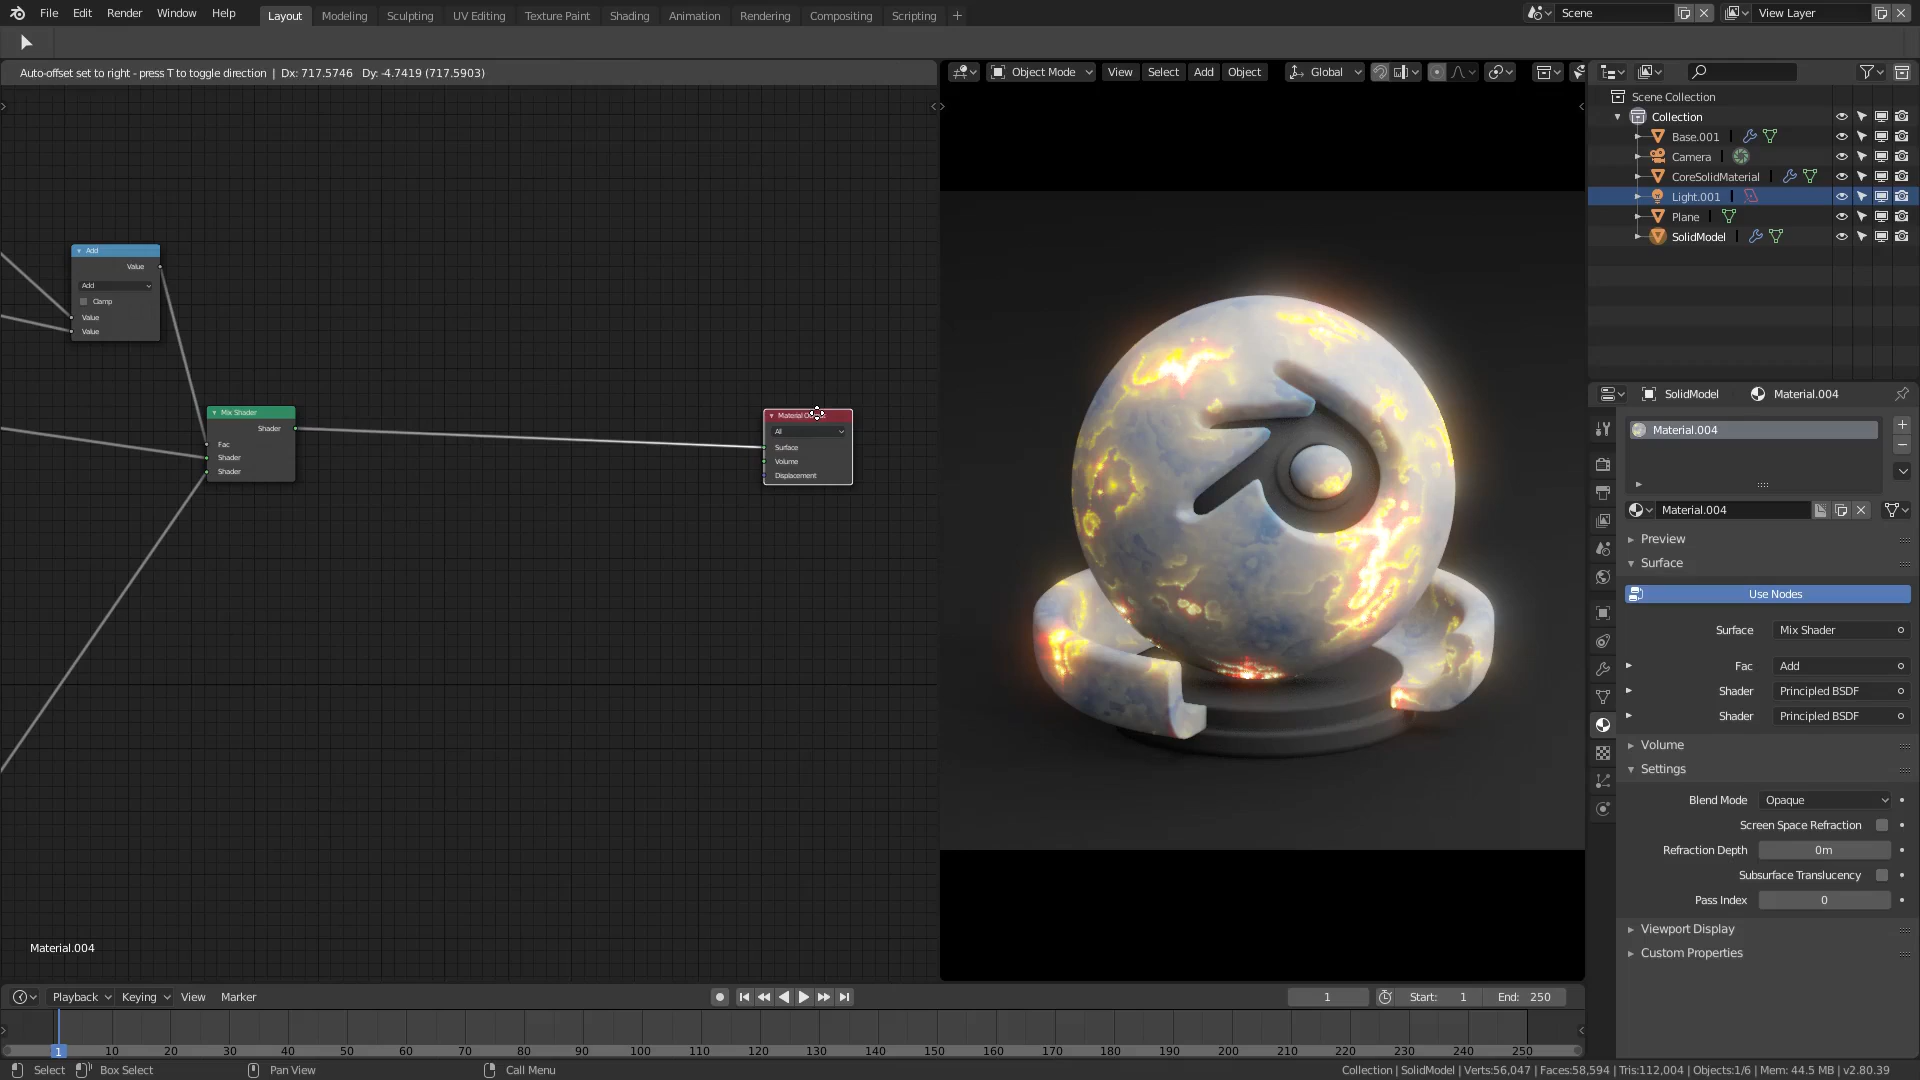 File Edit Render Window Help Layout Modeling Sculpting UV Editing Texture Paint Shading Animation Rendering Compositing Scripting + Scene View Layer
Auto-offset set to right - press T to toggle direction | Dx: 717.5746 Dy: -4.7419 (717.5903)
Object Mode View Select Add Object Global
Scene Collection
Collection
Base.001
Camera
CoreSolidMaterial
Light.001
Plane
SolidModel
Add
Value
Add
Clamp
Value
Value
Mix Shader
Shader
Fac
Shader
Shader
All
Surface
Volume
Displacement
SolidModel Material.004
Material.004
Material.004
Preview
Surface
Use Nodes
Surface Mix Shader
Fac Add
Shader Principled BSDF
Shader Principled BSDF
Volume
Settings
Blend Mode Opaque
Screen Space Refraction
Refraction Depth 0m
Subsurface Translucency
Pass Index 0
Viewport Display
Custom Properties
Material.004
Playback Keying View Marker 1 Start: 1 End: 250
1 10 20 30 40 50 60 70 80 90 100 110 120 130 140 150 160 170 180 190 200 210 220 230 240 250
Select Box Select Pan View Call Menu Collection | SolidModel | Verts:56,047 | Faces:58,594 | Tris:112,004 | Objects:1/6 | Mem: 44.5 MB | v2.80.39